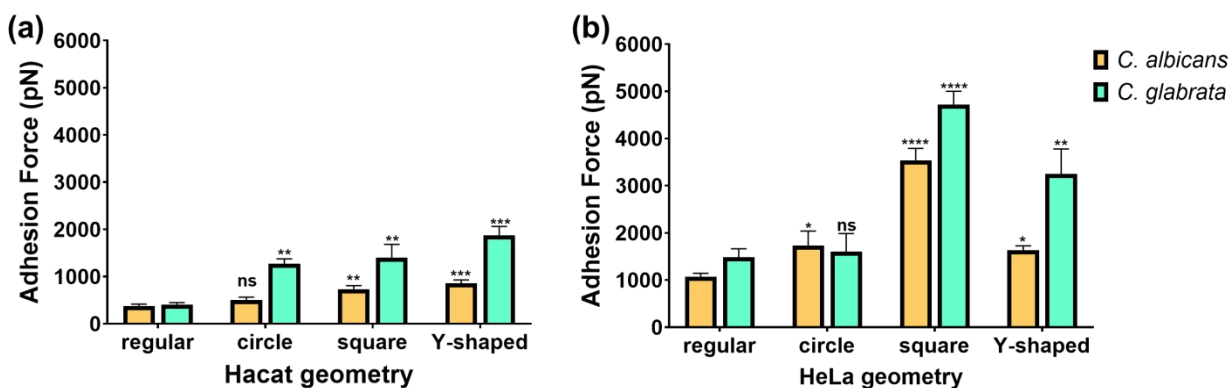 (a)
Adhesion Force (pN)
6000
5000
4000
3000
2000
1000
0
ns
**
**
**
***
***
regular circle square Y-shaped
Hacat geometry
(b)
Adhesion Force (pN)
6000
5000
4000
3000
2000
1000
0
*
ns
****
****
*
**
regular circle square Y-shaped
HeLa geometry
C. albicans
C. glabrata